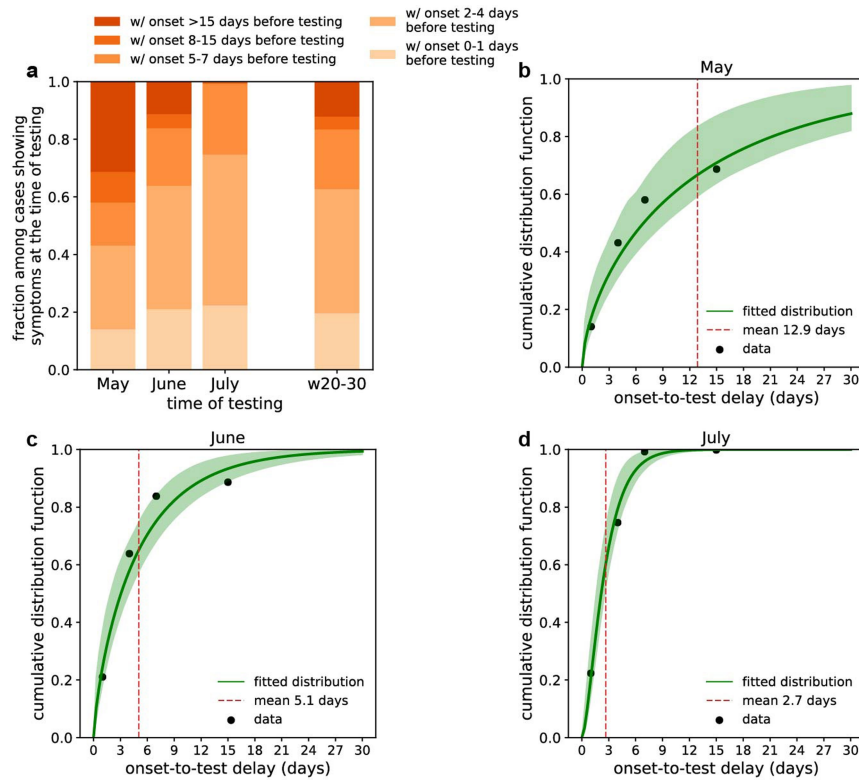 w/ onset >15 days before testing
w/ onset 8-15 days before testing
w/ onset 5-7 days before testing
w/ onset 2-4 days
before testing
w/ onset 0-1 days
before testing
a
fraction among cases showing
symptoms at the time of testing
1.0
0.8
0.6
0.4
0.2
0.0
May
June
July
w20-30
time of testing
b
May
cumulative distribution function
1.0
0.8
0.6
0.4
0.2
0.0
fitted distribution
mean 12.9 days
data
0 3 6 9 12 15 18 21 24 27 30
onset-to-test delay (days)
c
June
cumulative distribution function
1.0
0.8
0.6
0.4
0.2
0.0
fitted distribution
mean 5.1 days
data
0 3 6 9 12 15 18 21 24 27 30
onset-to-test delay (days)
d
July
cumulative distribution function
1.0
0.8
0.6
0.4
0.2
0.0
fitted distribution
mean 2.7 days
data
0 3 6 9 12 15 18 21 24 27 30
onset-to-test delay (days)